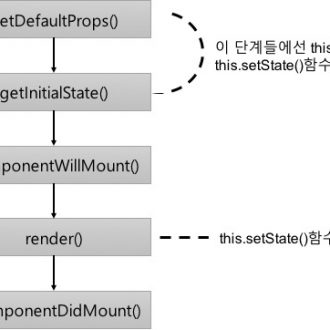 etDefaultProps()
이 단계들에선 this.
this.setState()함수
getInitialState()
ponentWillMount()
render()
this.setState()함수
mponentDidMount()